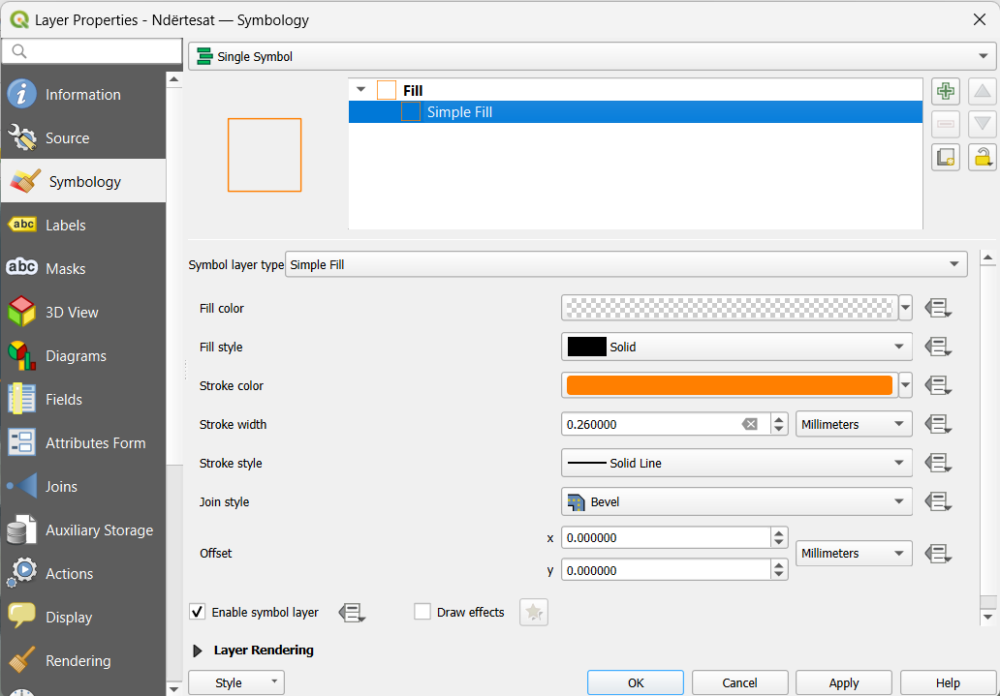 Layer Properties - Ndërtesat — Symbology
Single Symbol
Information
Source
Symbology
abc Labels
abc Masks
3D View
Diagrams
Fields
Attributes Form
Joins
Auxiliary Storage
Actions
Display
Rendering
Fill
Simple Fill
Symbol layer type Simple Fill
Fill color
Fill style Solid
Stroke color
Stroke width 0.260000 Millimeters
Stroke style Solid Line
Join style Bevel
Offset x 0.000000 Millimeters
y 0.000000
Enable symbol layer Draw effects
Layer Rendering
Style OK Cancel Apply Help